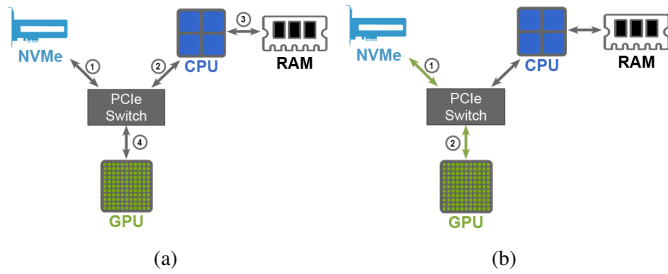 NVMe
①
②
CPU
③
RAM
PCIe
Switch
④
GPU
(a)
NVMe
①
CPU
RAM
PCIe
Switch
②
GPU
(b)